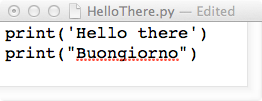 HelloThere.py — Edited
print('Hello there')
print("Buongiorno")